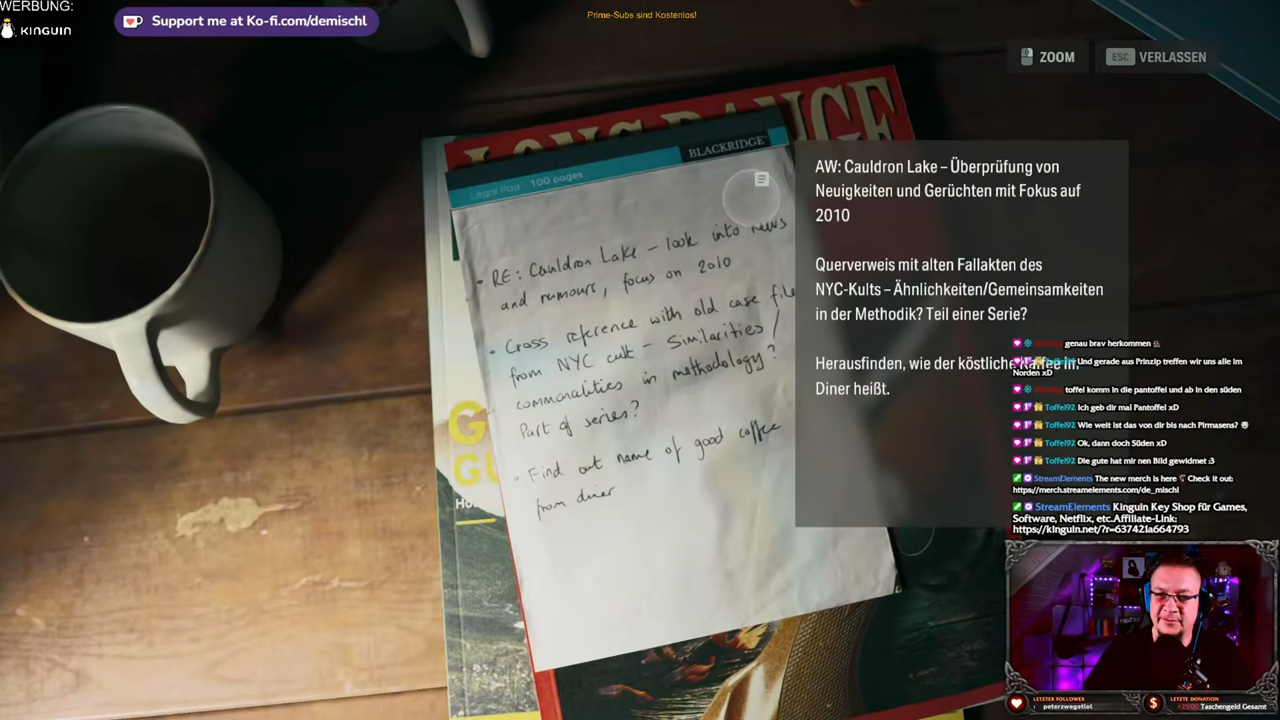 WERBUNG:
KINGUIN
Support me at Ko-fi.com/demischl
Prime-Subs sind Kostenlos!
ZOOM
ESC VERLASSEN
LONG RANGE
BLACKRIDGE
Legal Pad - 100 pages
• RE: Cauldron Lake - look into news
and rumours, focus on 2010
• Cross reference with old case file
from NYC cult - Similarities /
commonalities in methodology?
Part of series?
• Find out name of good coffee
from diner
AW: Cauldron Lake – Überprüfung von
Neuigkeiten und Gerüchten mit Fokus auf
2010
Querverweis mit alten Fallakten des
NYC-Kults – Ähnlichkeiten/Gemeinsamkeiten
in der Methodik? Teil einer Serie?
Herausfinden, wie der köstliche Kaffee im
Diner heißt.
genau brav herkommen
Und gerade aus Prinzip treffen wir uns alle im
Norden xD
toffel komm in die pantoffel und ab in den süden
Toffel92 Ich geb dir mal Pantoffel xD
Toffel92 Wie weit ist das von dir bis nach Pirmasens?
Toffel92 Ok, dann doch Süden xD
Toffel92 Die gute hat mir nen Bild gewidmet :3
StreamElements The new merch is here Check it out:
https://merch.streamelements.com/de_mischl
StreamElements Kinguin Key Shop für Games,
Software, Netflix, etc.Affiliate-Link:
https://kinguin.net/?r=637421a664793
LETZTER FOLLOWER
peterzwegatlol
LETZTE DONATION
Taschengeld Gesamt